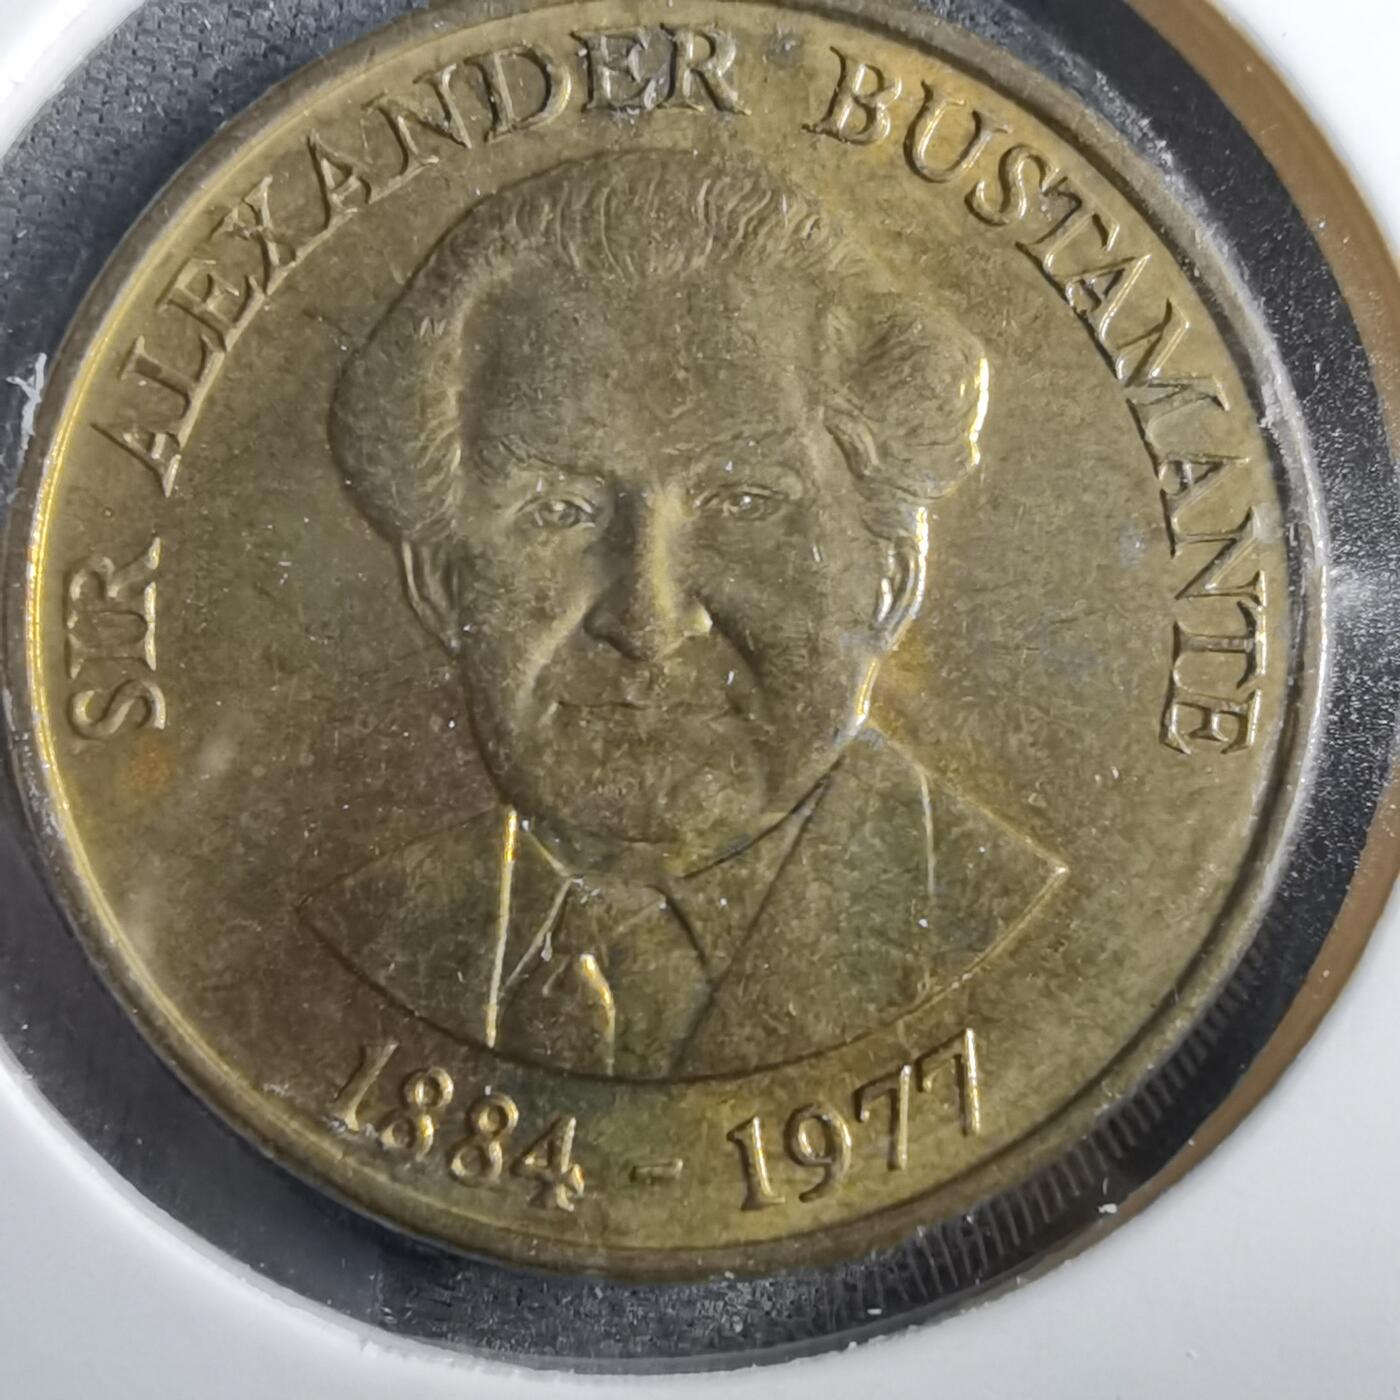 SIR ALEXANDER BUSTAMANTE
1884 - 1977